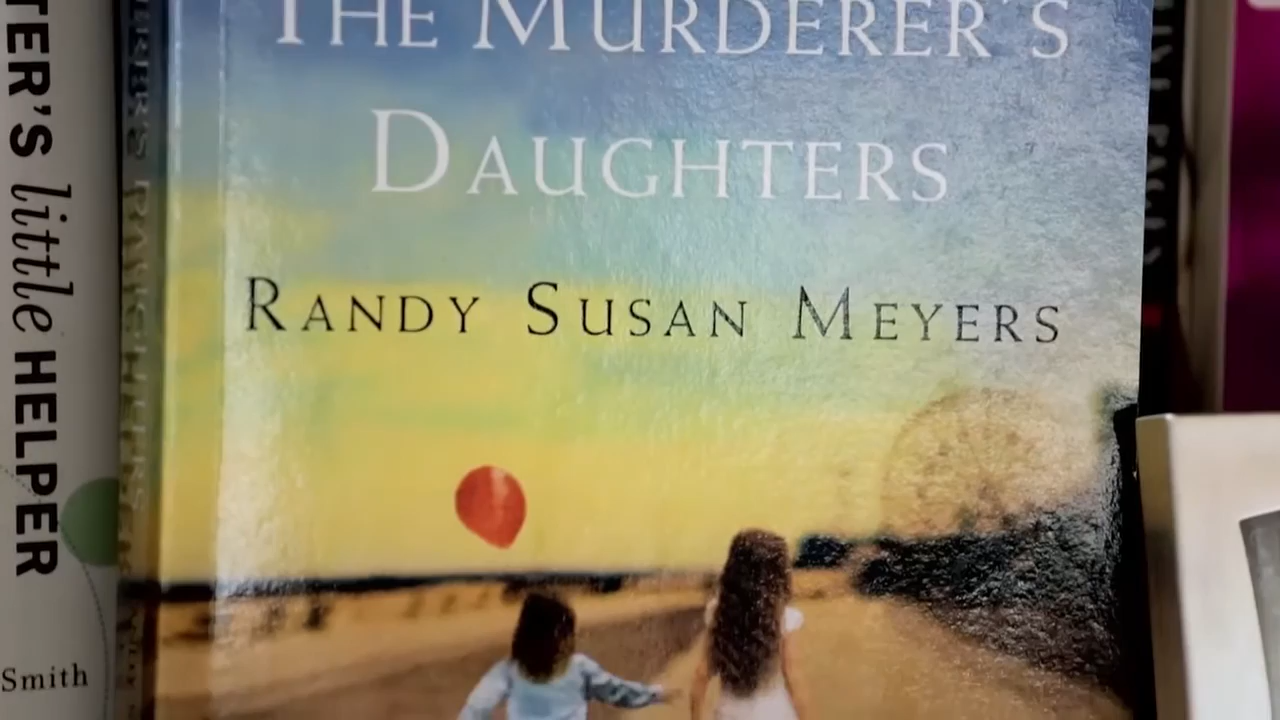 THE MURDERER'S
DAUGHTERS
RANDY SUSAN MEYERS
TER'S little HELPER
Smith